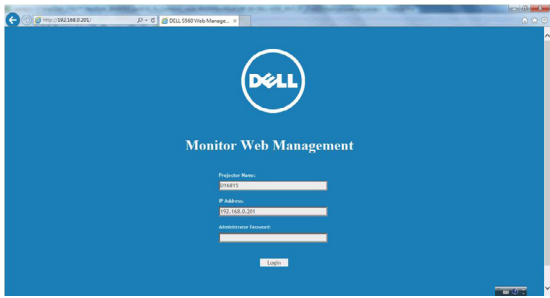 http://192.168.0.201/
DELL S560 Web Manage...
DELL
Monitor Web Management
Projector Name:
IP Address:
192.168.0.201
Administrator Password:
Login